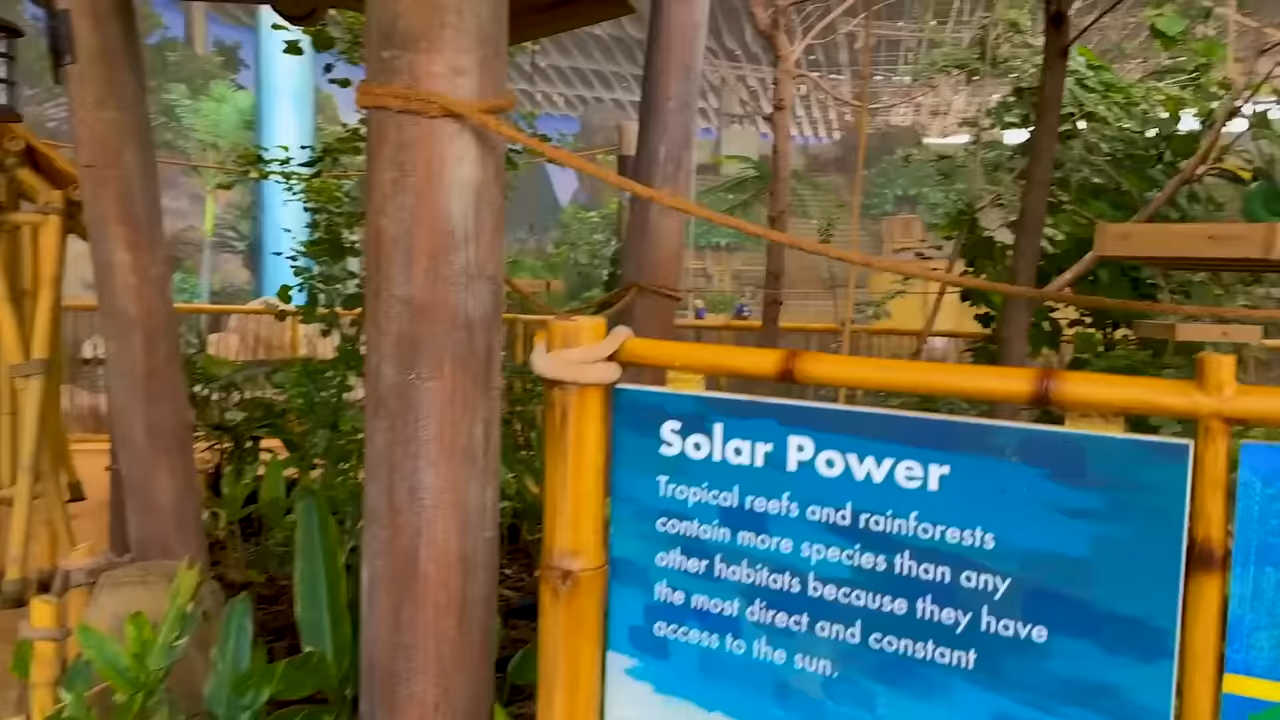 Solar Power
Tropical reefs and rainforests
contain more species than any
other habitats because they have
the most direct and constant
access to the sun.